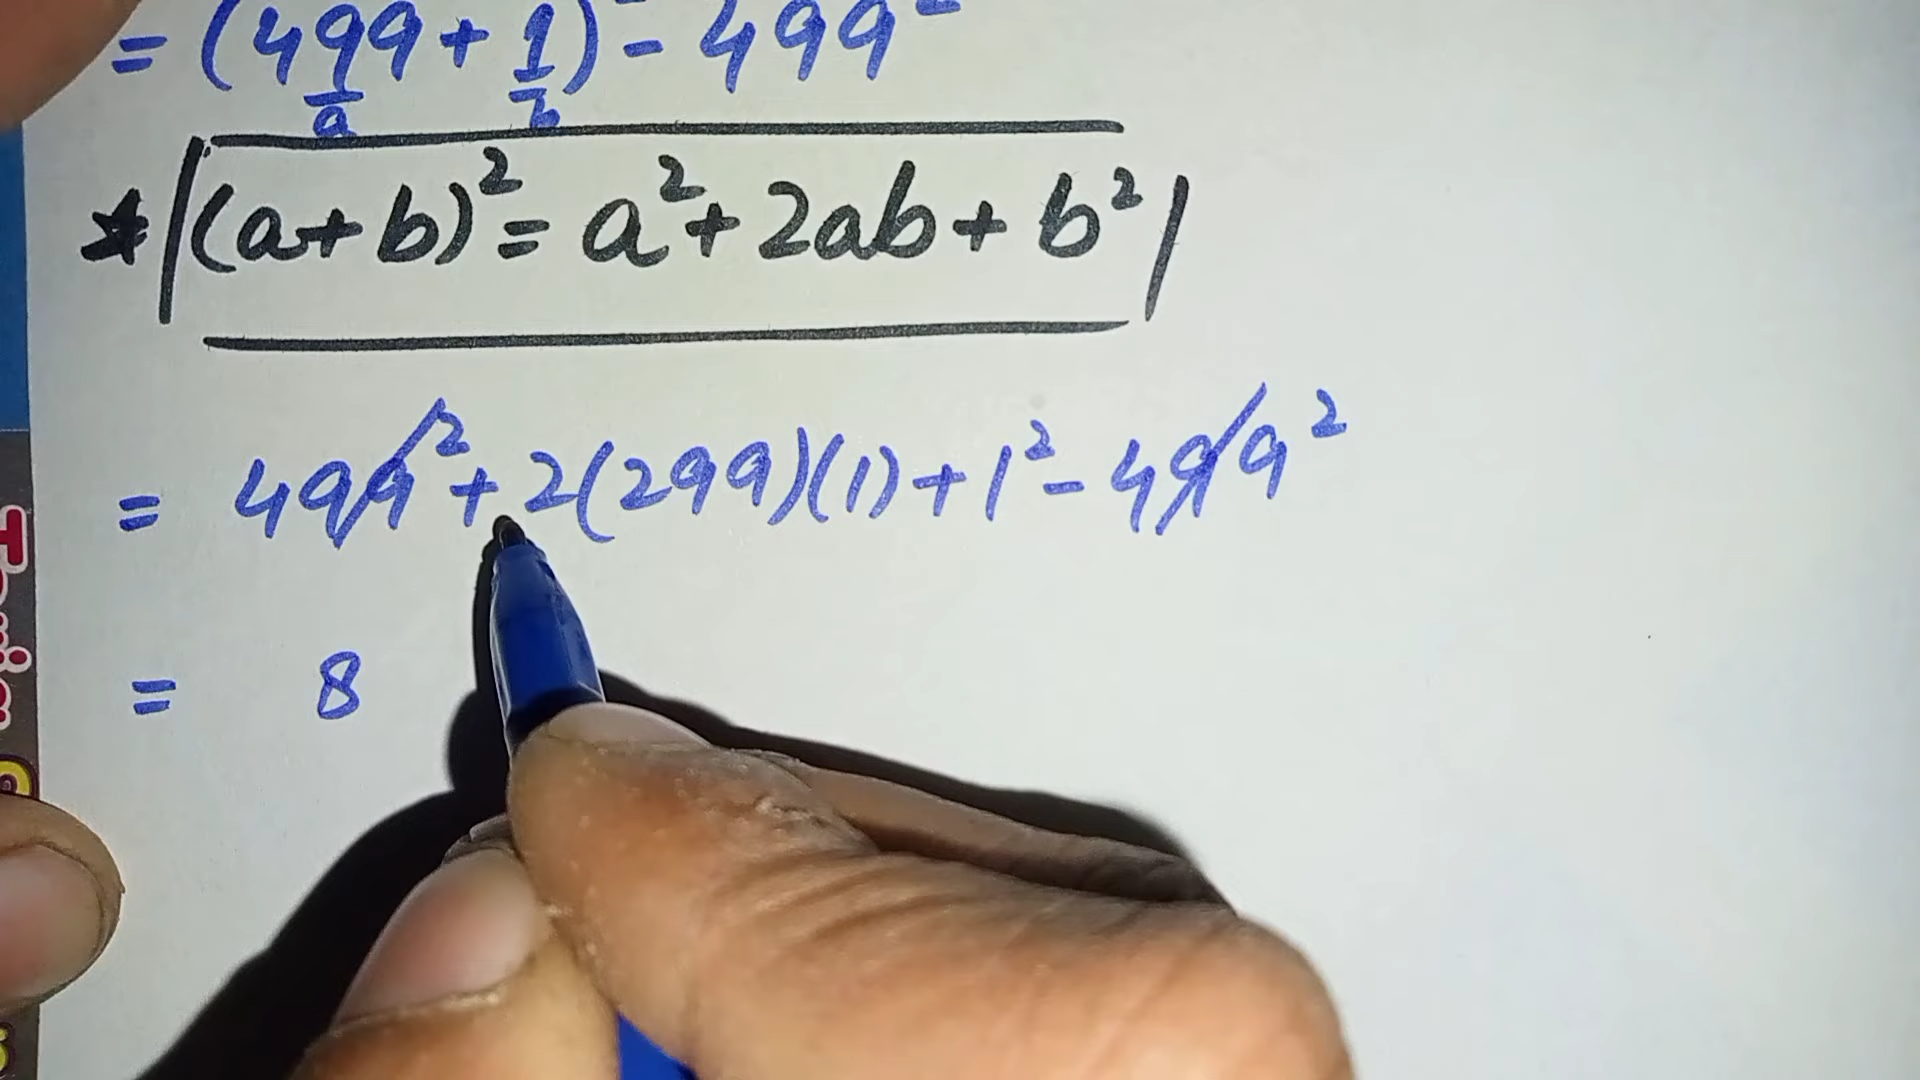 = (499 + 1)² - 499²
a b
* (a+b)² = a² + 2ab + b²
= 499² + 2(299)(1) + 1² - 499²
= 8